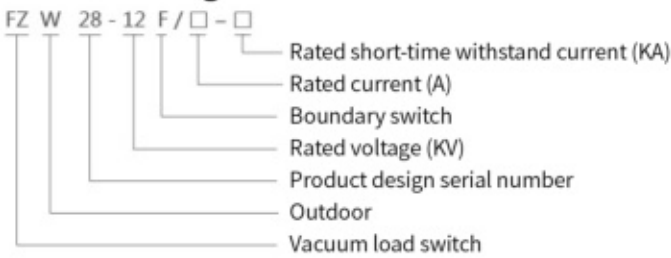 FZ W 28 - 12 F / □ - □
Rated short-time withstand current (KA)
Rated current (A)
Boundary switch
Rated voltage (KV)
Product design serial number
Outdoor
Vacuum load switch